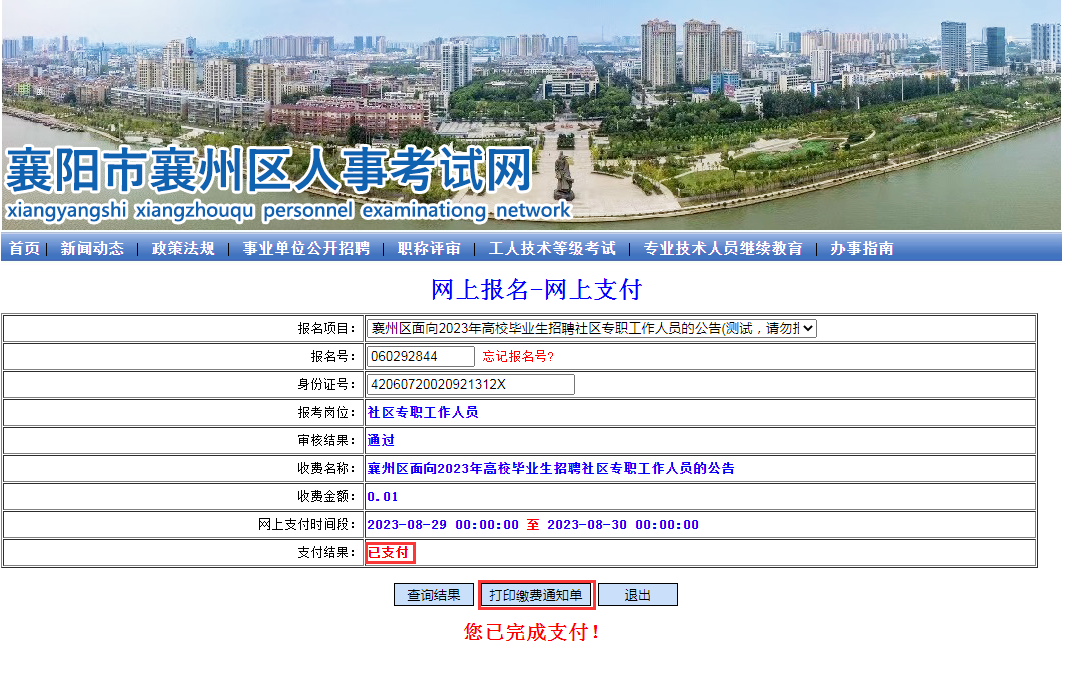 襄阳市襄州区人事考试网
xiangyangshi xiangzhouqu personnel examinationg network
首页 | 新闻动态 | 政策法规 | 事业单位公开招聘 | 职称评审 | 工人技术等级考试 | 专业技术人员继续教育 | 办事指南
网上报名-网上支付
报名项目： 襄州区面向2023年高校毕业生招聘社区专职工作人员的公告(测试，请勿报
报名号： 060292844 忘记报名号?
身份证号： 42060720020921312X
报考岗位： 社区专职工作人员
审核结果： 通过
收费名称： 襄州区面向2023年高校毕业生招聘社区专职工作人员的公告
收费金额： 0.01
网上支付时间段： 2023-08-29 00:00:00 至 2023-08-30 00:00:00
支付结果： 已支付
查询结果 打印缴费通知单 退出
您已完成支付！